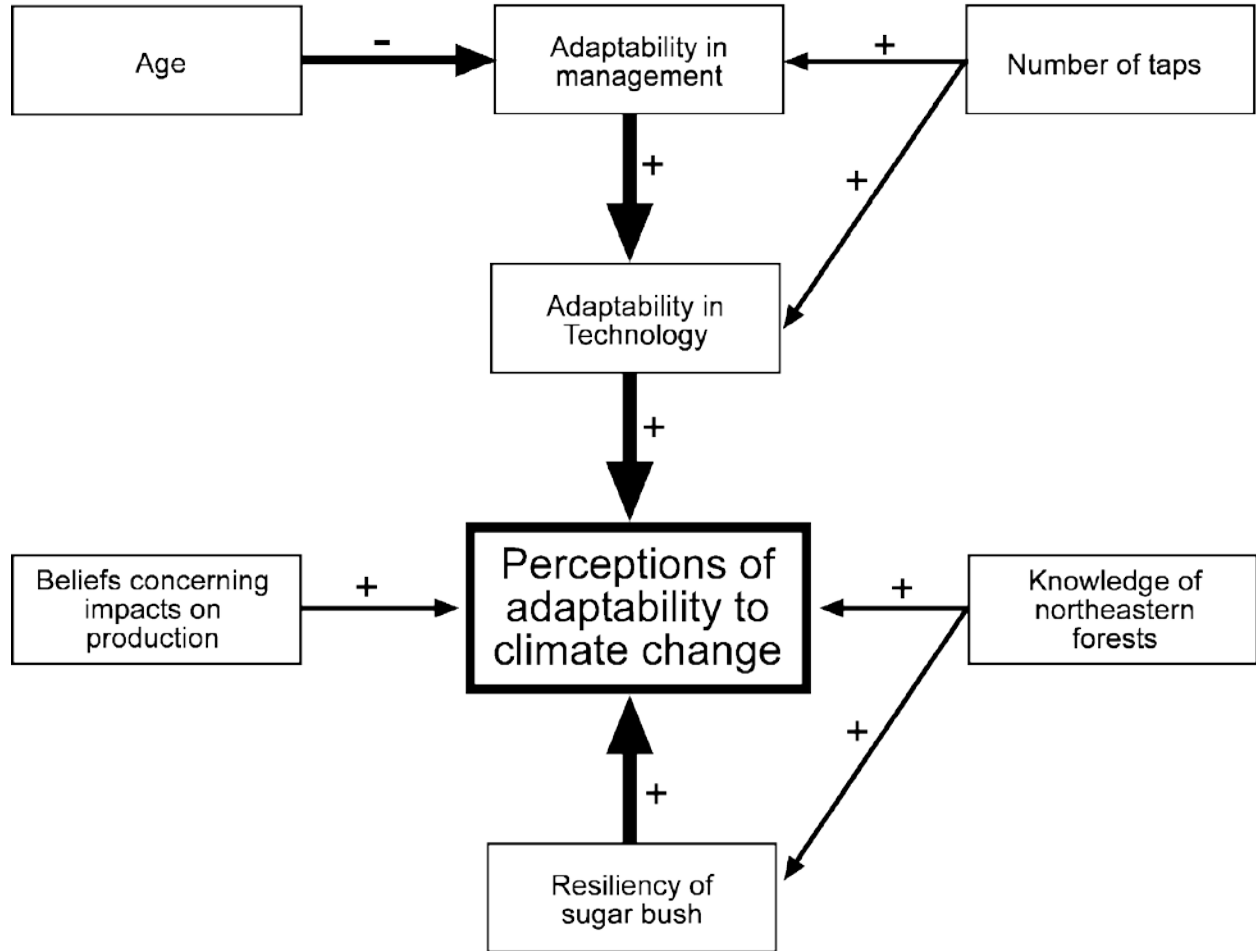 Age
-
Adaptability in
management
+
Number of taps
+
+
Adaptability in
Technology
+
Beliefs concerning
impacts on
production
+
Perceptions of
adaptability to
climate change
+
Knowledge of
northeastern
forests
+
+
Resiliency of
sugar bush